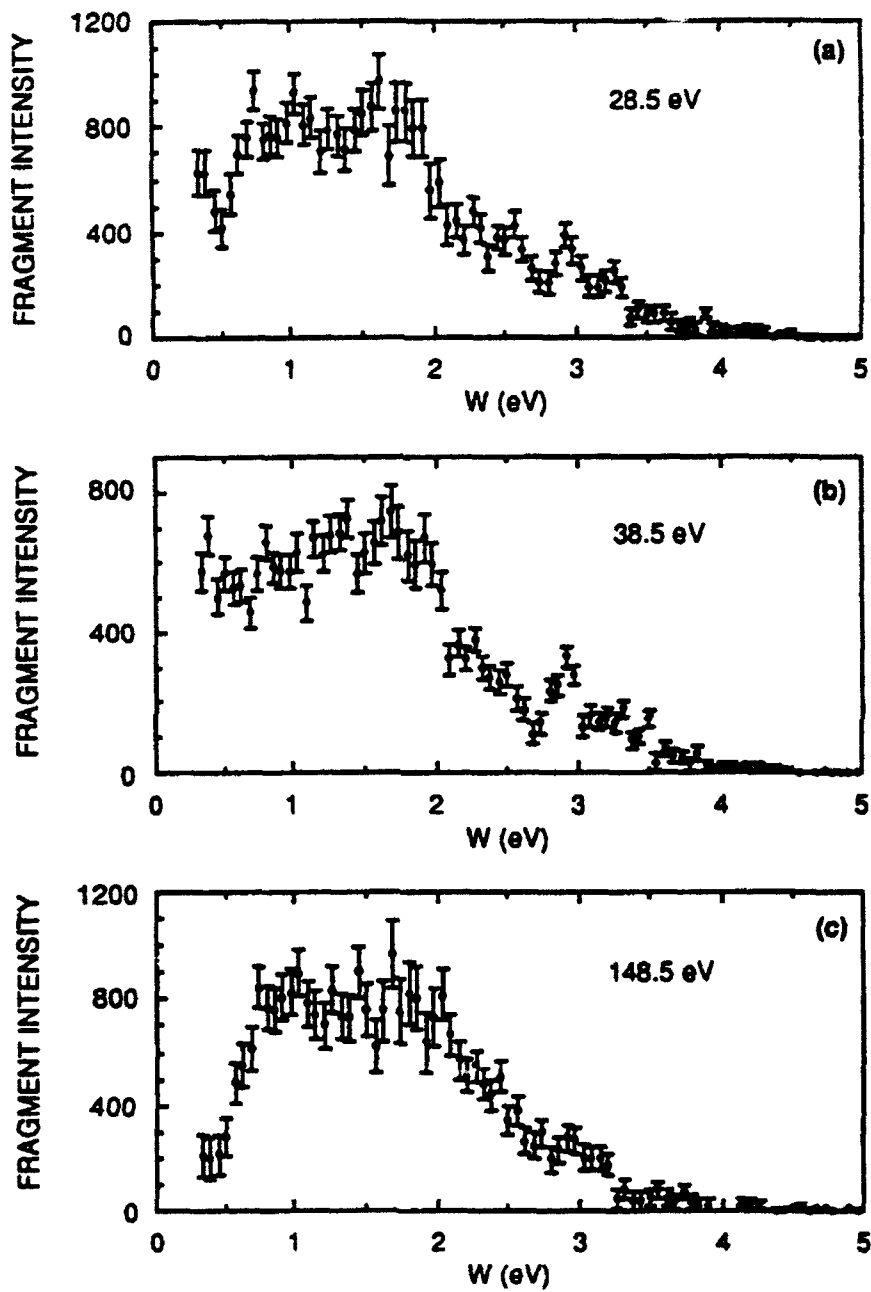 1200
(a)
28.5 eV
800
400
0
FRAGMENT INTENSITY
0 1 2 3 4 5
W (eV)
800
(b)
38.5 eV
400
0
FRAGMENT INTENSITY
0 1 2 3 4 5
W (eV)
1200
(c)
148.5 eV
800
400
0
FRAGMENT INTENSITY
0 1 2 3 4 5
W (eV)